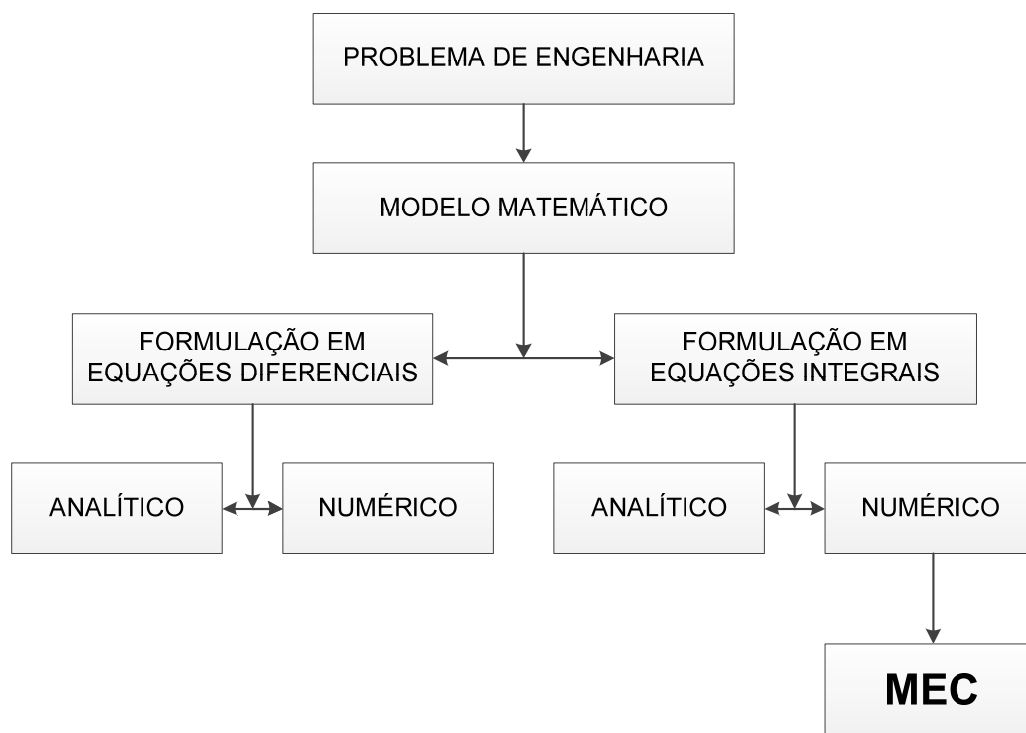 PROBLEMA DE ENGENHARIA
MODELO MATEMÁTICO
FORMULAÇÃO EM
EQUAÇÕES DIFERENCIAIS
FORMULAÇÃO EM
EQUAÇÕES INTEGRAIS
ANALÍTICO
NUMÉRICO
ANALÍTICO
NUMÉRICO
MEC